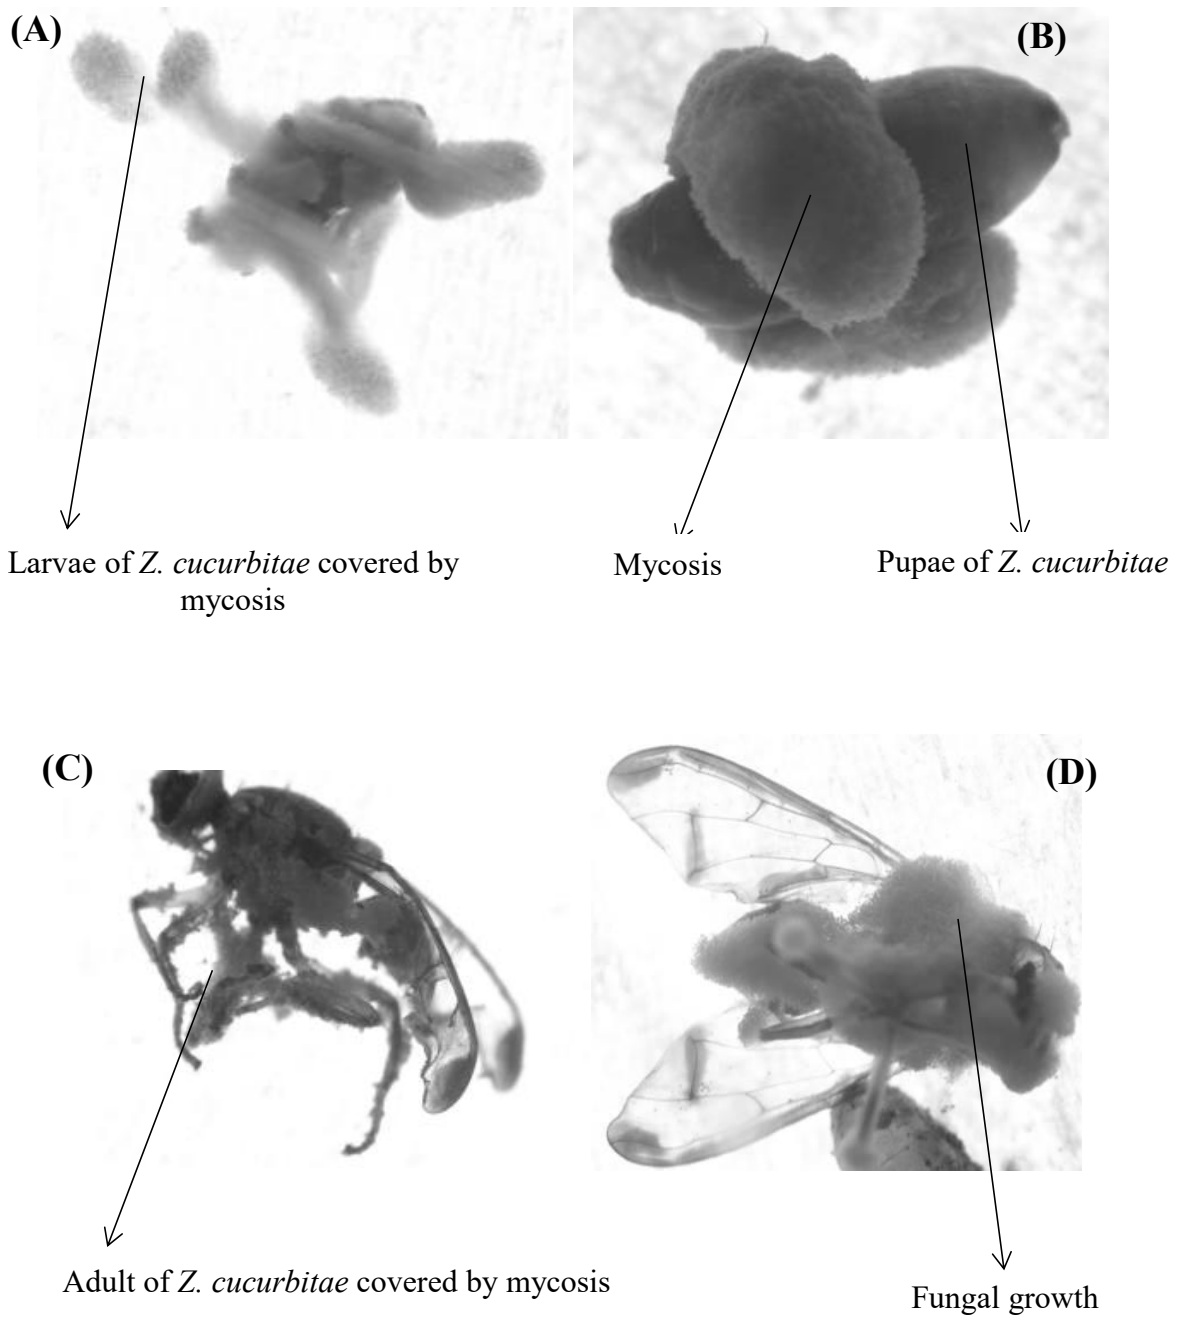 (A)
(B)
Larvae of Z. cucurbitae covered by
mycosis
Mycosis
Pupae of Z. cucurbitae
(C)
(D)
Adult of Z. cucurbitae covered by mycosis
Fungal growth